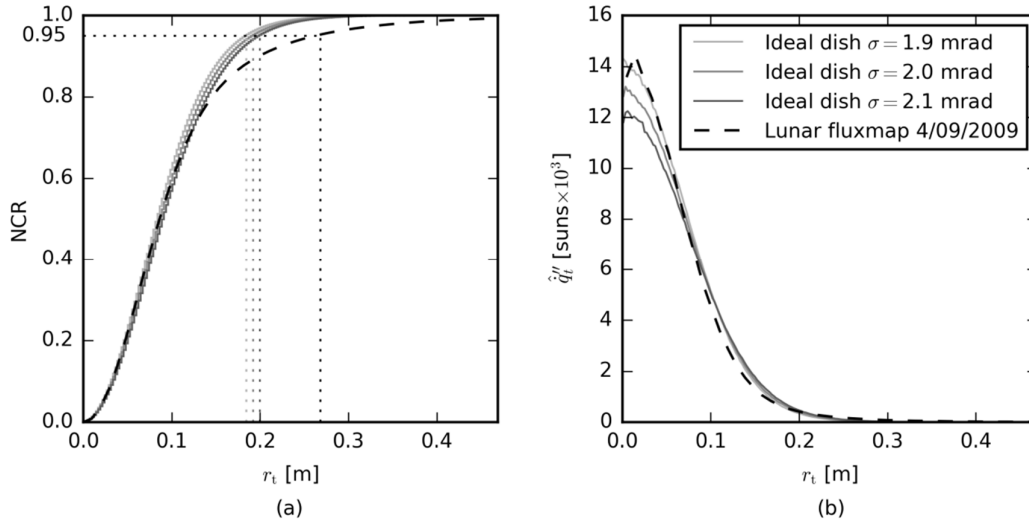 1.0
0.95
0.8
0.6
0.4
0.2
0.0
NCR
0.0 0.1 0.2 0.3 0.4
r_t [m]
(a)
16
14
12
10
8
6
4
2
0
\hat{\dot{q}}_t'' [suns×10³]
Ideal dish σ = 1.9 mrad
Ideal dish σ = 2.0 mrad
Ideal dish σ = 2.1 mrad
Lunar fluxmap 4/09/2009
0.0 0.1 0.2 0.3 0.4
r_t [m]
(b)